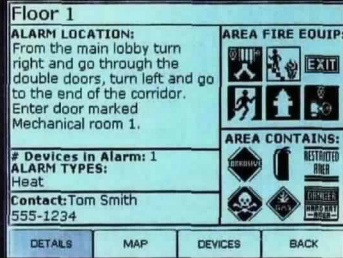 Floor 1
ALARM LOCATION:
From the main lobby turn
right and go through the
double doors, turn left and go
to the end of the corridor.
Enter door marked
Mechanical room 1.
# Devices in Alarm: 1
ALARM TYPES:
Heat
Contact:Tom Smith
555-1234
AREA FIRE EQUIP:
EXIT
AREA CONTAINS:
CORROSIVE
RESTRICTED
AREA
DANGER
DETAILS
MAP
DEVICES
BACK